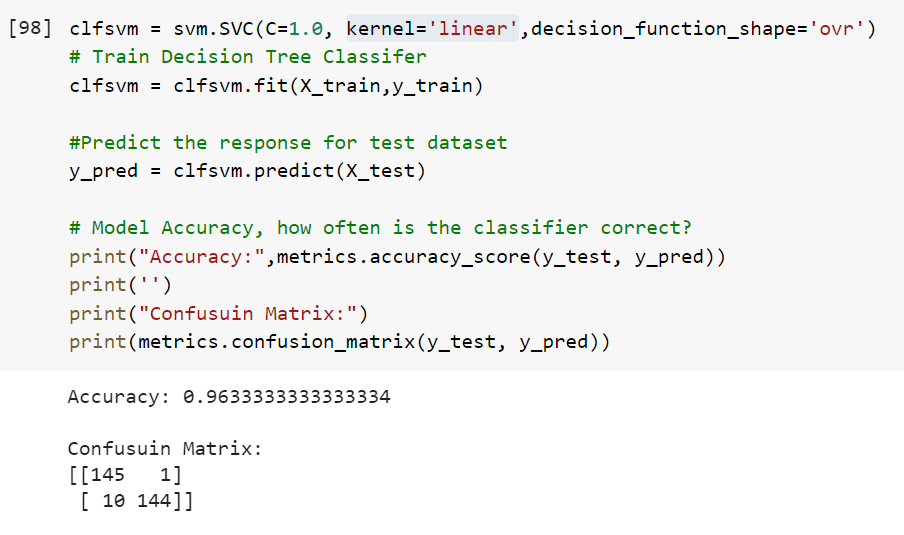 [98] clfsvm = svm.SVC(C=1.0, kernel='linear',decision_function_shape='ovr')
# Train Decision Tree Classifer
clfsvm = clfsvm.fit(X_train,y_train)
#Predict the response for test dataset
y_pred = clfsvm.predict(X_test)
# Model Accuracy, how often is the classifier correct?
print("Accuracy:",metrics.accuracy_score(y_test, y_pred))
print('')
print("Confusuin Matrix:")
print(metrics.confusion_matrix(y_test, y_pred))
Accuracy: 0.9633333333333334
Confusuin Matrix:
[[145   1]
 [ 10 144]]